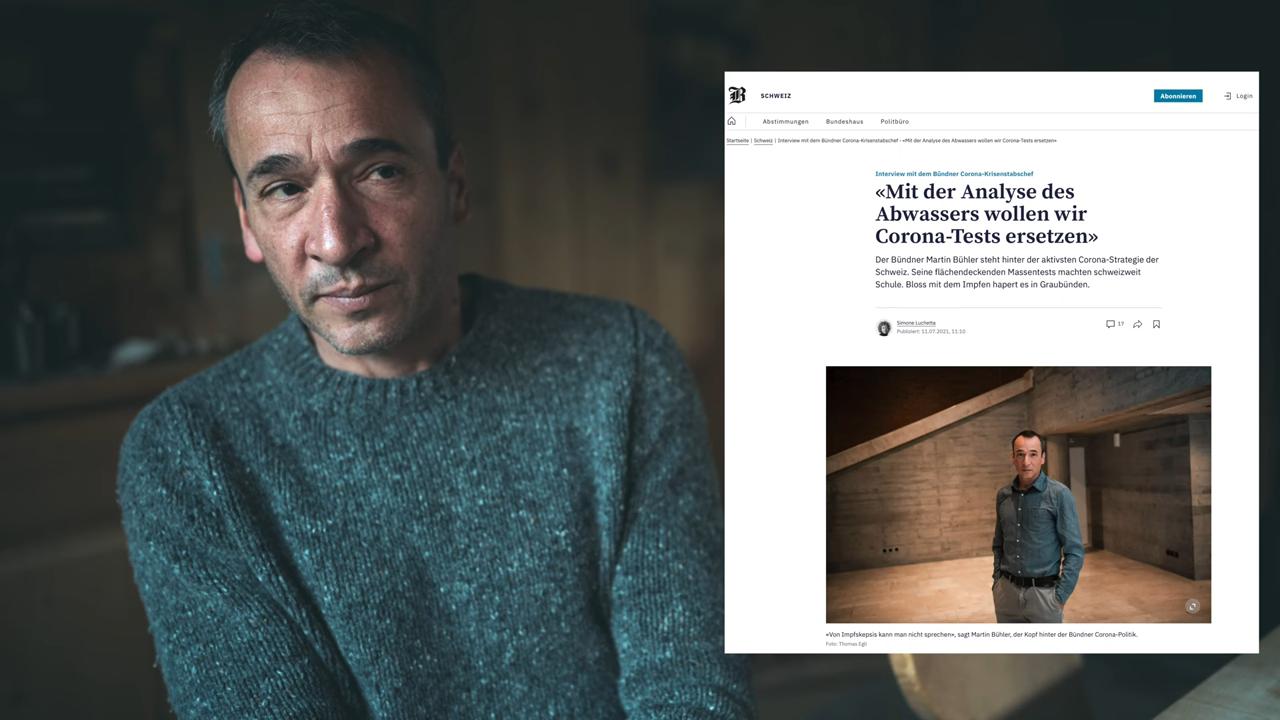 B
SCHWEIZ
Abonnieren
Login
Abstimmungen
Bundeshaus
Politbüro
Startseite | Schweiz | Interview mit dem Bündner Corona-Krisenstabschef - «Mit der Analyse des Abwassers wollen wir Corona-Tests ersetzen»
Interview mit dem Bündner Corona-Krisenstabschef
«Mit der Analyse des
Abwassers wollen wir
Corona-Tests ersetzen»
Der Bündner Martin Bühler steht hinter der aktivsten Corona-Strategie der
Schweiz. Seine flächendeckenden Massentests machten schweizweit
Schule. Bloss mit dem Impfen hapert es in Graubünden.
Simone Luchetta
Publiziert: 11.07.2021, 11:10
17
«Von Impfskepsis kann man nicht sprechen», sagt Martin Bühler, der Kopf hinter der Bündner Corona-Politik.
Foto: Thomas Egli